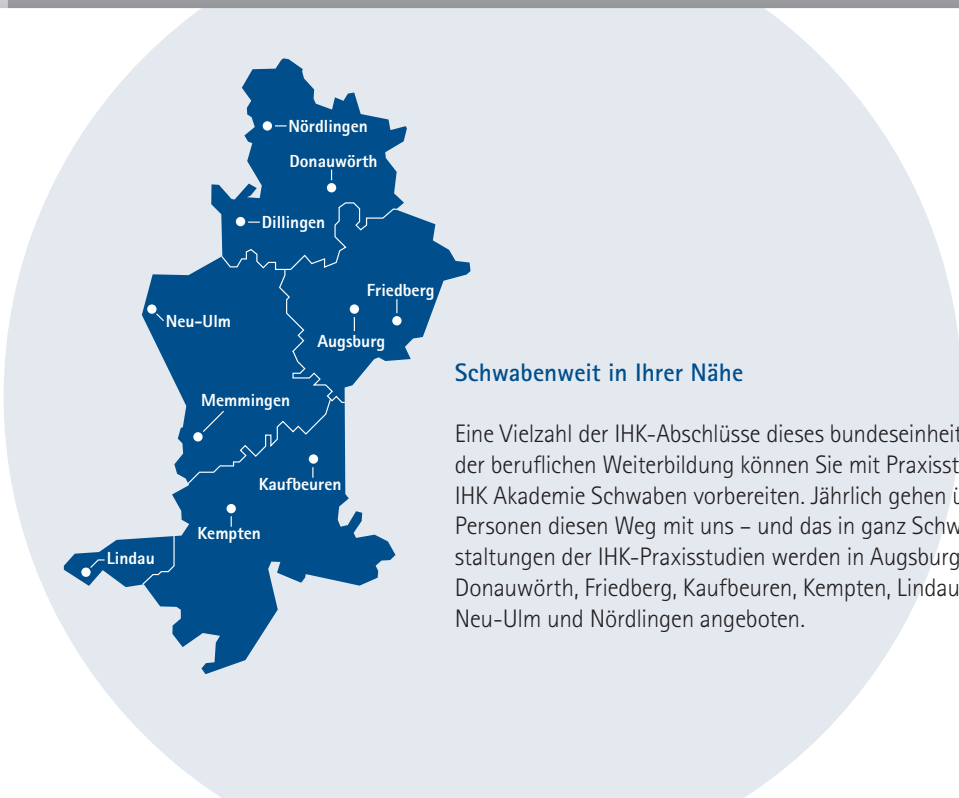 Nördlingen
Donauwörth
Dillingen
Friedberg
Neu-Ulm
Augsburg
Memmingen
Kaufbeuren
Kempten
Lindau
Schwabenweit in Ihrer Nähe
Eine Vielzahl der IHK-Abschlüsse dieses bundeseinheit
der beruflichen Weiterbildung können Sie mit Praxisst
IHK Akademie Schwaben vorbereiten. Jährlich gehen ü
Personen diesen Weg mit uns – und das in ganz Schw
staltungen der IHK-Praxisstudien werden in Augsburg
Donauwörth, Friedberg, Kaufbeuren, Kempten, Lindau
Neu-Ulm und Nördlingen angeboten.